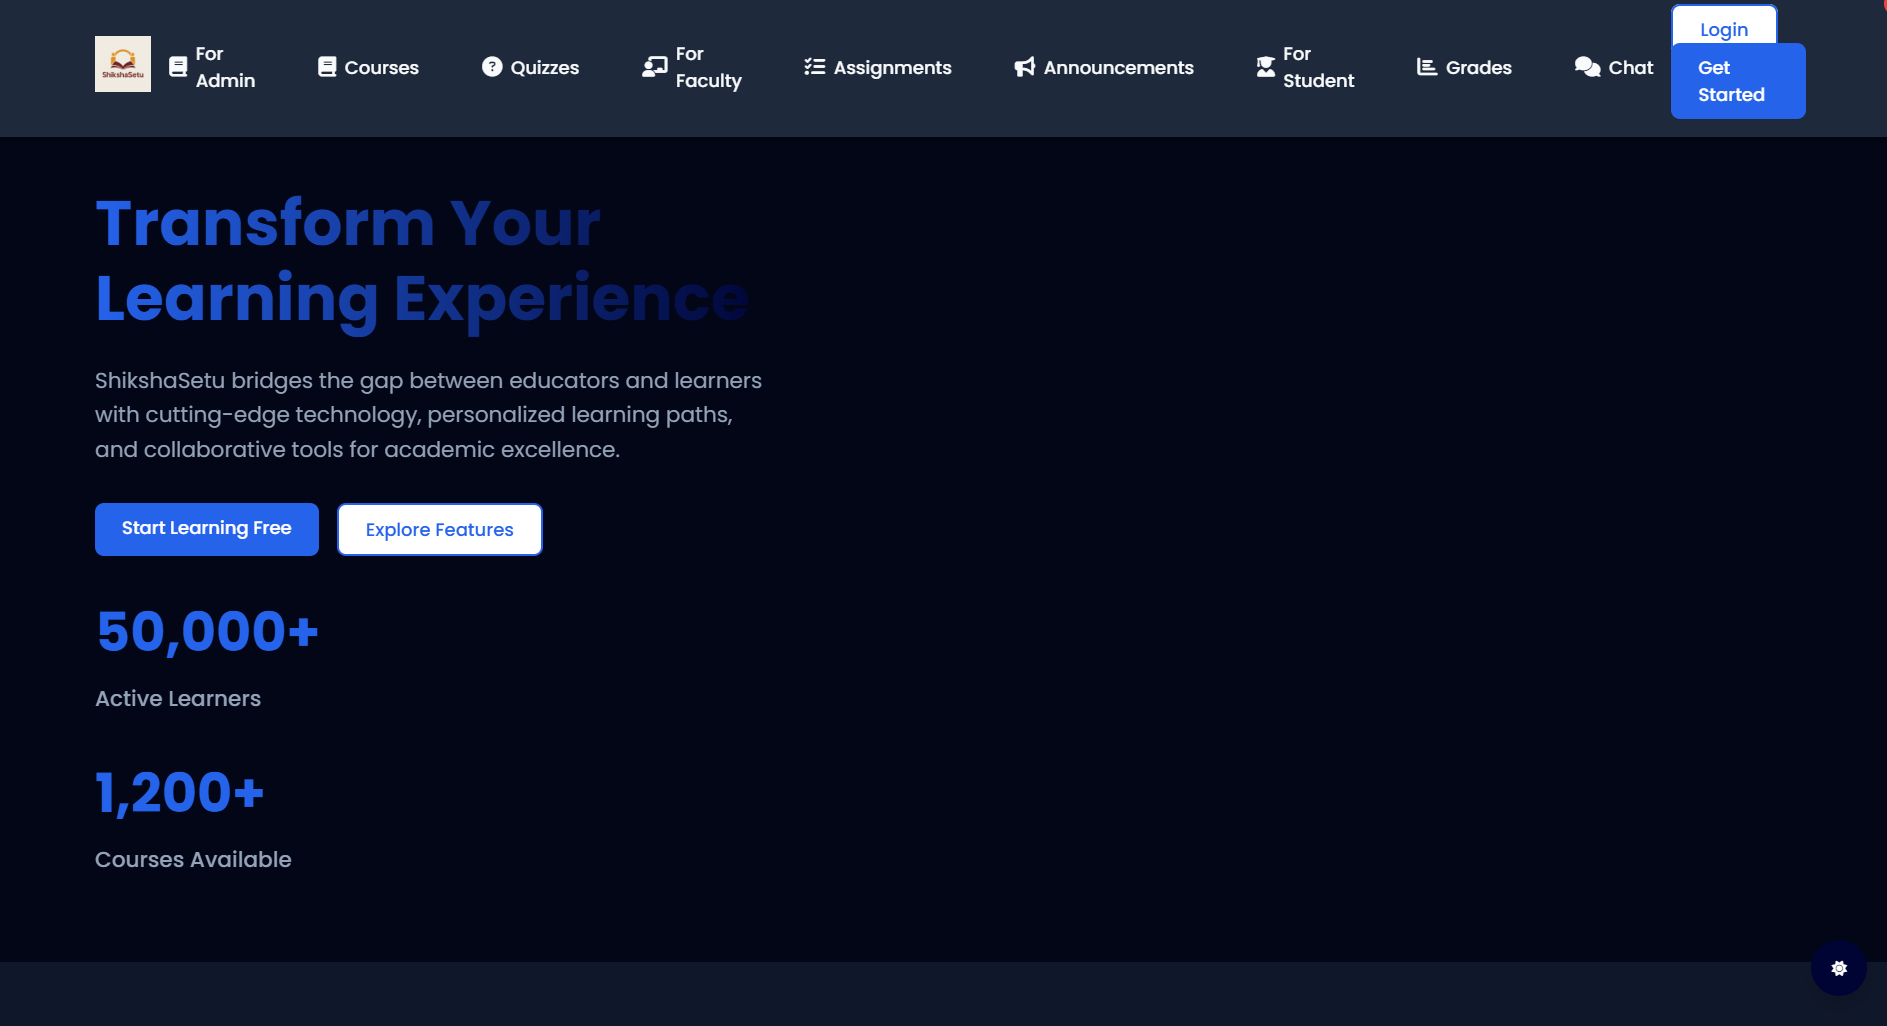 ShikshaSetu
For
Admin
Courses
Quizzes
For
Faculty
Assignments
Announcements
For
Student
Grades
Chat
Login
Get
Started
Transform Your
Learning Experience
ShikshaSetu bridges the gap between educators and learners
with cutting-edge technology, personalized learning paths,
and collaborative tools for academic excellence.
Start Learning Free
Explore Features
50,000+
Active Learners
1,200+
Courses Available